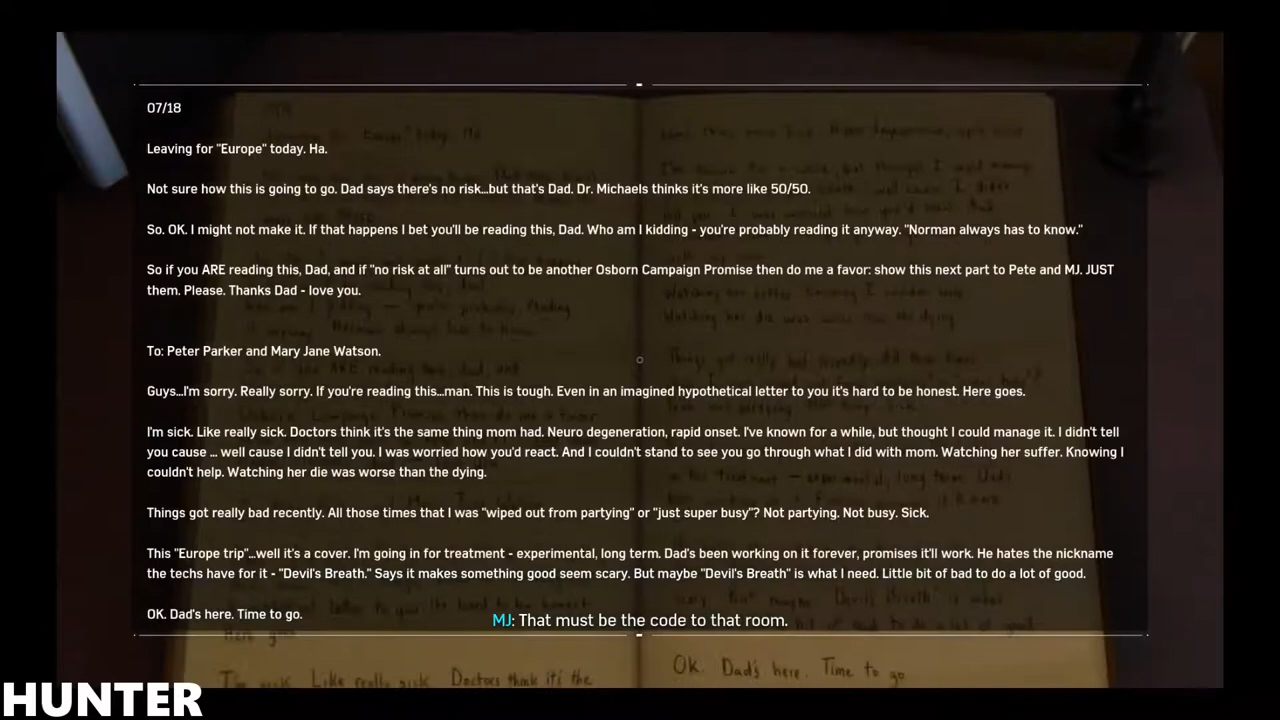 07/18
Leaving for "Europe" today. Ha.
Not sure how this is going to go. Dad says there's no risk...but that's Dad. Dr. Michaels thinks it's more like 50/50.
So. OK. I might not make it. If that happens I bet you'll be reading this, Dad. Who am I kidding - you're probably reading it anyway. "Norman always has to know."
So if you ARE reading this, Dad, and if "no risk at all" turns out to be another Osborn Campaign Promise then do me a favor: show this next part to Pete and MJ. JUST
them. Please. Thanks Dad - love you.
To: Peter Parker and Mary Jane Watson.
Guys...I'm sorry. Really sorry. If you're reading this...man. This is tough. Even in an imagined hypothetical letter to you it's hard to be honest. Here goes.
I'm sick. Like really sick. Doctors think it's the same thing mom had. Neuro degeneration, rapid onset. I've known for a while, but thought I could manage it. I didn't tell
you cause ... well cause I didn't tell you. I was worried how you'd react. And I couldn't stand to see you go through what I did with mom. Watching her suffer. Knowing I
couldn't help. Watching her die was worse than the dying.
Things got really bad recently. All those times that I was "wiped out from partying" or "just super busy"? Not partying. Not busy. Sick.
This "Europe trip"...well it's a cover. I'm going in for treatment - experimental, long term. Dad's been working on it forever, promises it'll work. He hates the nickname
the techs have for it - "Devil's Breath." Says it makes something good seem scary. But maybe "Devil's Breath" is what I need. Little bit of bad to do a lot of good.
OK. Dad's here. Time to go.
MJ: That must be the code to that room.
I'm sick. Like really sick. Doctors think it's the
OK. Dad's here. Time to go
HUNTER